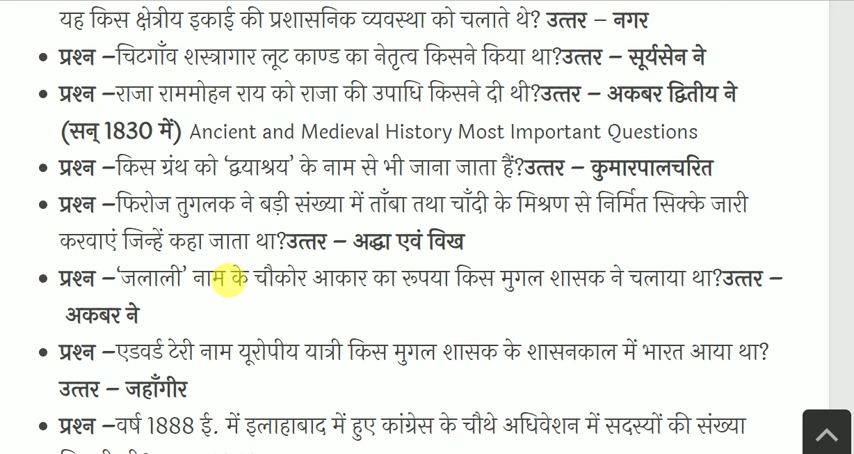 यह किस क्षेत्रीय इकाई की प्रशासनिक व्यवस्था को चलाते थे? उत्तर – नगर
प्रश्न –चिटगाँव शस्त्रागार लूट काण्ड का नेतृत्व किसने किया था?उत्तर – सूर्यसेन ने
प्रश्न –राजा राममोहन राय को राजा की उपाधि किसने दी थी?उत्तर – अकबर द्वितीय ने
(सन् 1830 में) Ancient and Medieval History Most Important Questions
प्रश्न –किस ग्रंथ को ‘द्वयाश्रय’ के नाम से भी जाना जाता हैं?उत्तर – कुमारपालचरित
प्रश्न –फिरोज तुगलक ने बड़ी संख्या में ताँबा तथा चाँदी के मिश्रण से निर्मित सिक्के जारी
करवाएं जिन्हें कहा जाता था?उत्तर – अद्धा एवं विख
प्रश्न –‘जलाली’ नाम के चौकोर आकार का रूपया किस मुगल शासक ने चलाया था?उत्तर –
अकबर ने
प्रश्न –एडवर्ड टेरी नाम यूरोपीय यात्री किस मुगल शासक के शासनकाल में भारत आया था?
उत्तर – जहाँगीर
प्रश्न –वर्ष 1888 ई. में इलाहाबाद में हुए कांग्रेस के चौथे अधिवेशन में सदस्यों की संख्या